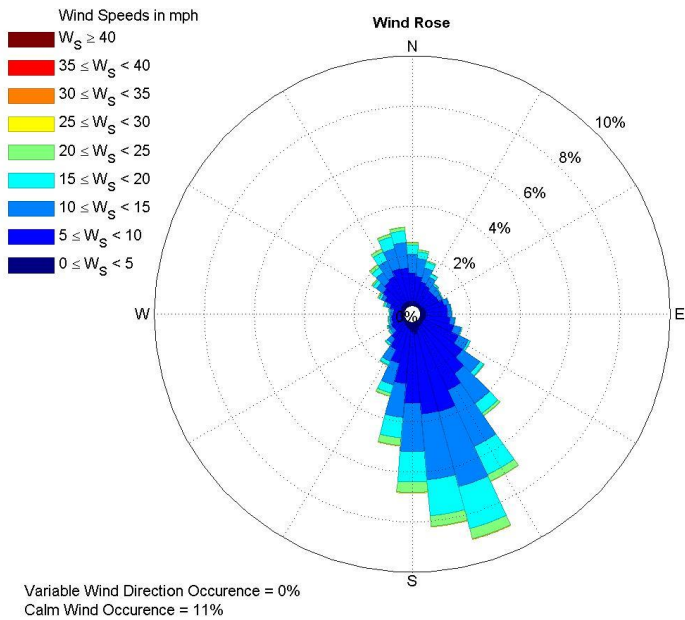 Wind Speeds in mph
W_S ≥ 40
35 ≤ W_S < 40
30 ≤ W_S < 35
25 ≤ W_S < 30
20 ≤ W_S < 25
15 ≤ W_S < 20
10 ≤ W_S < 15
5 ≤ W_S < 10
0 ≤ W_S < 5
Wind Rose
N
10%
8%
6%
4%
2%
0%
W
E
S
Variable Wind Direction Occurence = 0%
Calm Wind Occurence = 11%